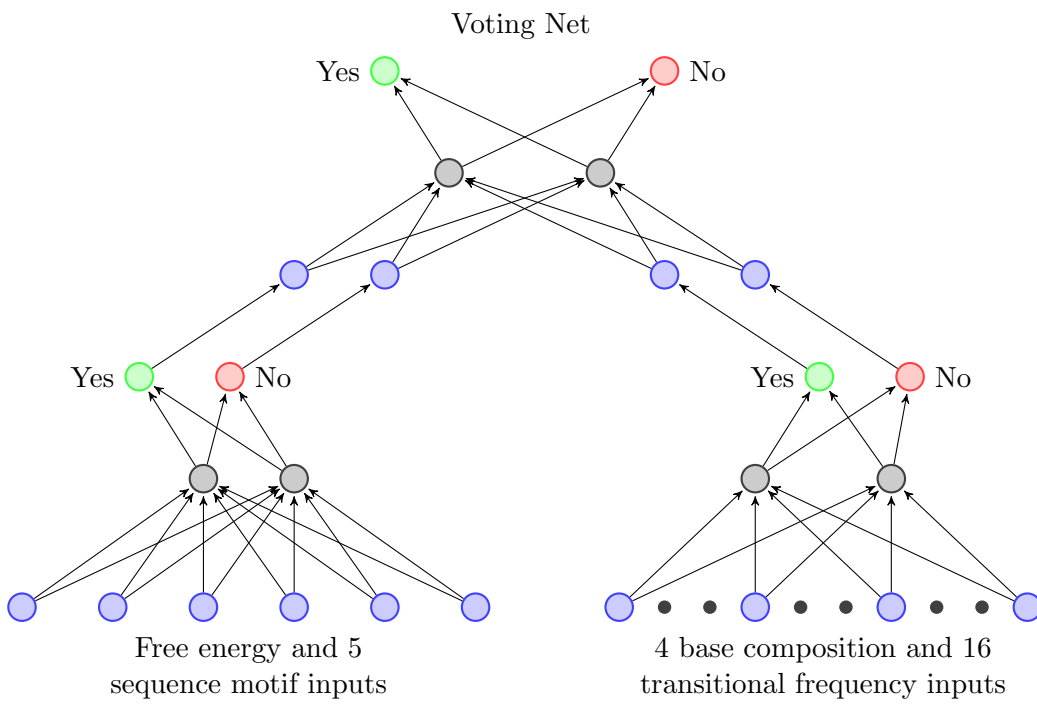 Voting Net
Yes
No
Yes
No
Yes
No
Free energy and 5
sequence motif inputs
4 base composition and 16
transitional frequency inputs